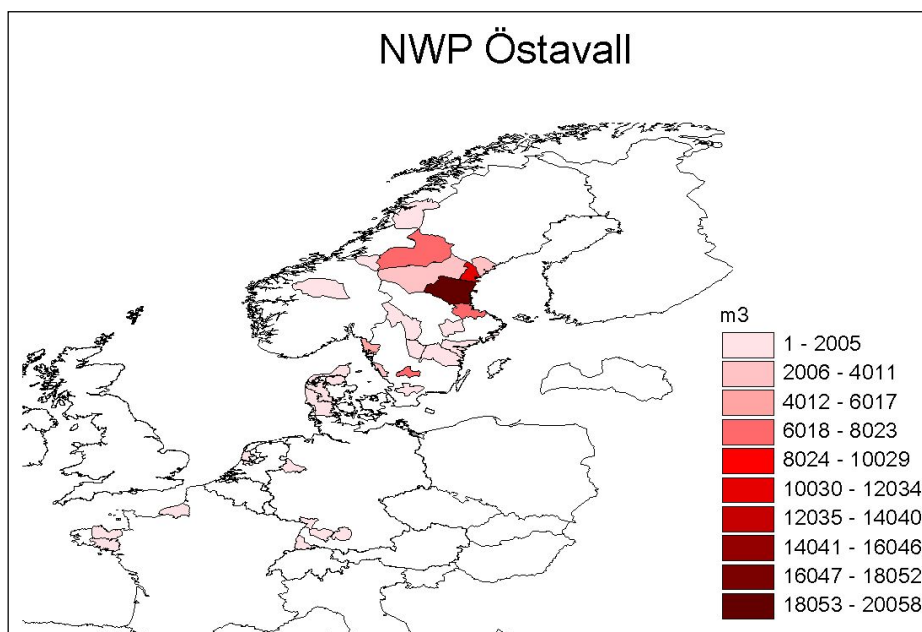 NWP Östavall
m3
1 - 2005
2006 - 4011
4012 - 6017
6018 - 8023
8024 - 10029
10030 - 12034
12035 - 14040
14041 - 16046
16047 - 18052
18053 - 20058